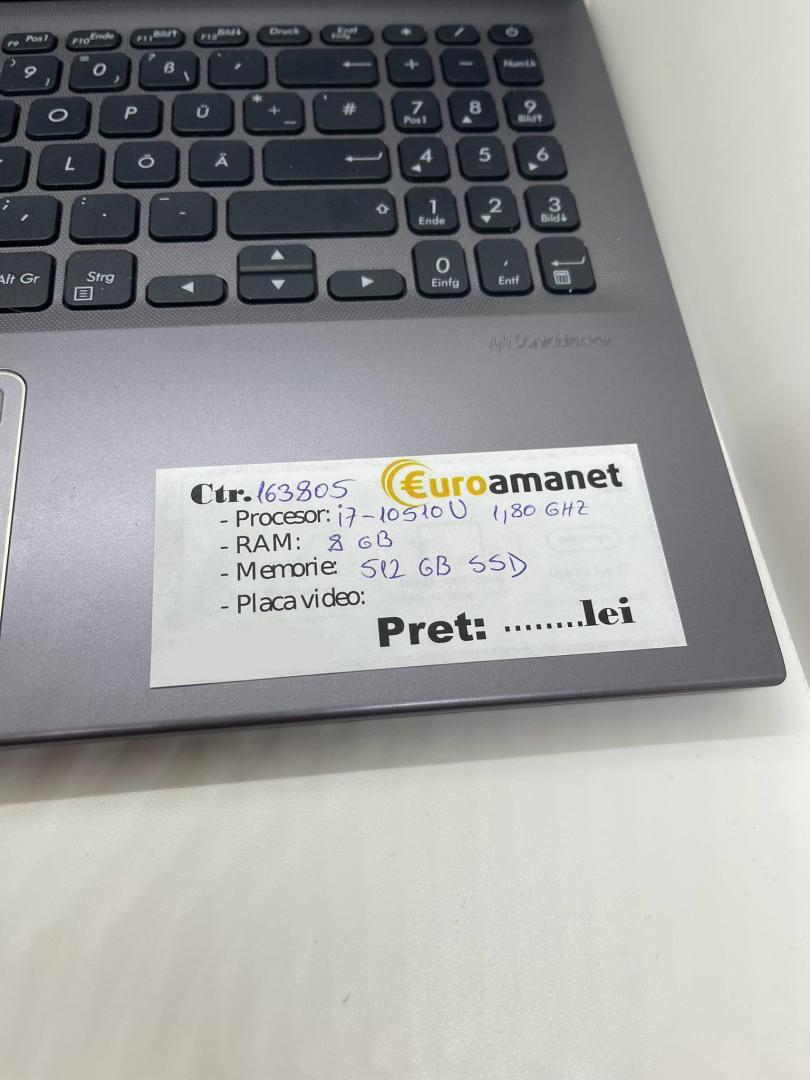 F9 Pos1 F10 Ende F11 Bild↑ F12 Bild↓ Druck Entf Einfg
9 ) = 0 } ? ß \ + −
O P Ü * + # ' 7 Pos1 8 9 Bild↑
L Ö Ä 4 5 6
; , : . _ - 1 Ende 2 3 Bild↓
Alt Gr Strg 0 Einfg , Entf
SonicMaster
Ctr. 163805 €uroamanet
- Procesor: i7-10510U 1,80 GHZ
- RAM: 8 GB
- Memorie: 512 GB SSD
- Placa video:
Pret: ........lei